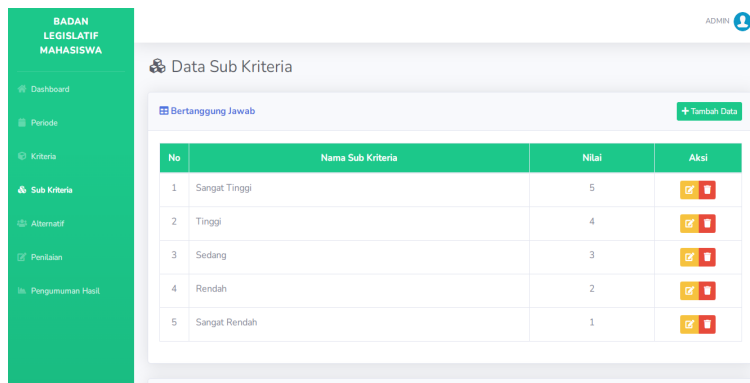 BADAN
LEGISLATIF
MAHASISWA
Dashboard
Periode
Kriteria
Sub Kriteria
Alternatif
Penilaian
Pengumuman Hasil
ADMIN
Data Sub Kriteria
Bertanggung Jawab
+ Tambah Data
No Nama Sub Kriteria Nilai Aksi
1 Sangat Tinggi 5
2 Tinggi 4
3 Sedang 3
4 Rendah 2
5 Sangat Rendah 1